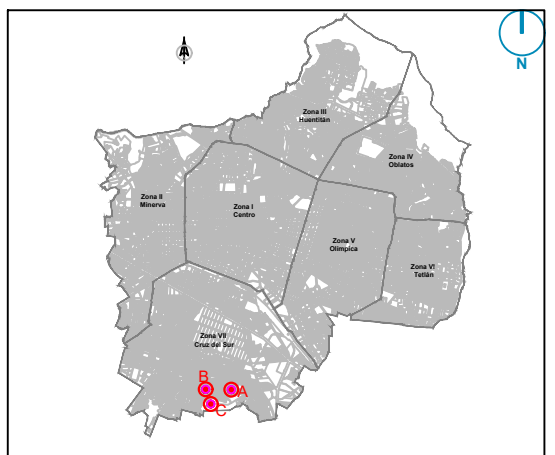 N
Zona III
Huentitán
Zona IV
Oblatos
Zona II
Minerva
Zona I
Centro
Zona V
Olímpica
Zona VI
Tetlán
Zona VII
Cruz del Sur
B
A
C